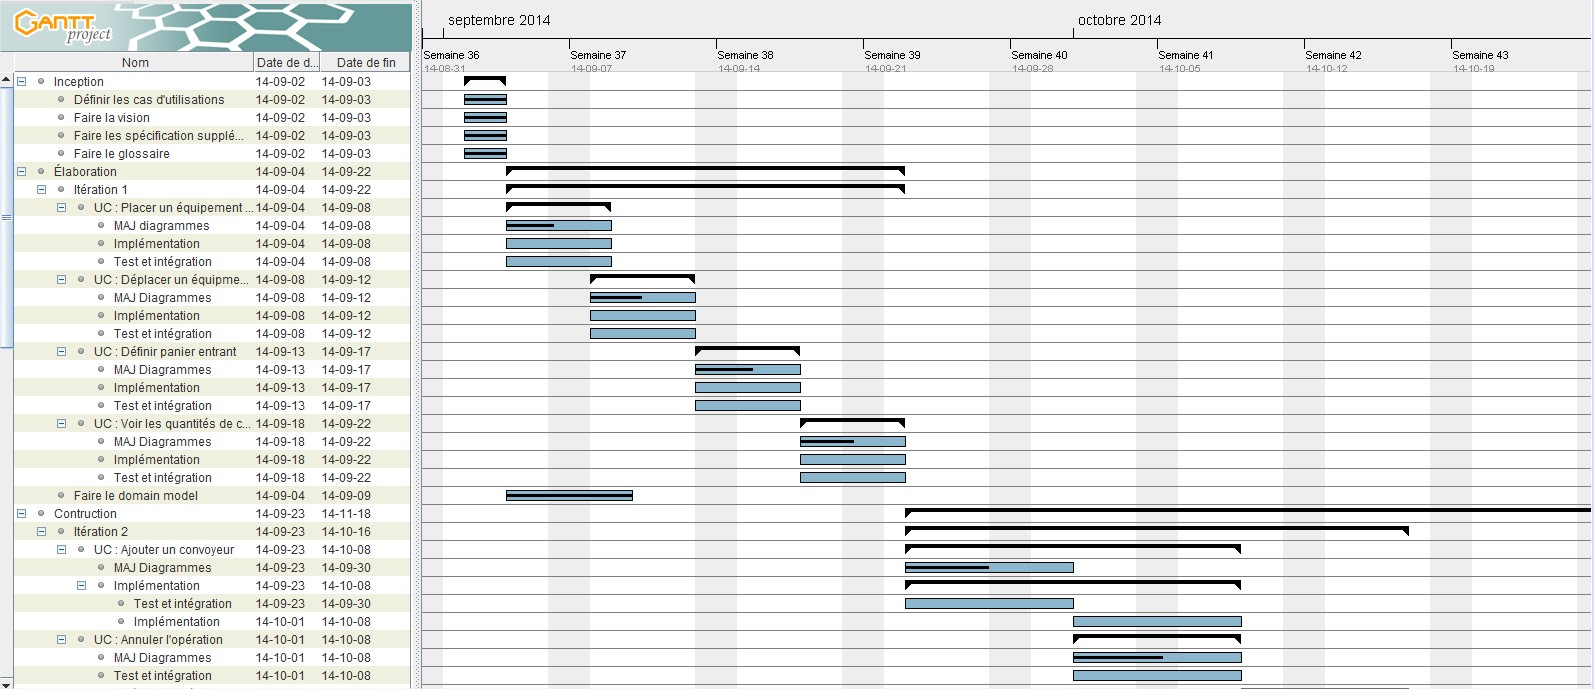 GANTT
project
septembre 2014
octobre 2014
Semaine 36 Semaine 37 Semaine 38 Semaine 39 Semaine 40 Semaine 41 Semaine 42 Semaine 43
14-08-31 14-09-07 14-09-14 14-09-21 14-09-28 14-10-05 14-10-12 14-10-19
Nom Date de d... Date de fin
Inception 14-09-02 14-09-03
Définir les cas d'utilisations 14-09-02 14-09-03
Faire la vision 14-09-02 14-09-03
Faire les spécification supplé... 14-09-02 14-09-03
Faire le glossaire 14-09-02 14-09-03
Élaboration 14-09-04 14-09-22
Itération 1 14-09-04 14-09-22
UC : Placer un équipement ... 14-09-04 14-09-08
MAJ diagrammes 14-09-04 14-09-08
Implémentation 14-09-04 14-09-08
Test et intégration 14-09-04 14-09-08
UC : Déplacer un équipme... 14-09-08 14-09-12
MAJ Diagrammes 14-09-08 14-09-12
Implémentation 14-09-08 14-09-12
Test et intégration 14-09-08 14-09-12
UC : Définir panier entrant 14-09-13 14-09-17
MAJ Diagrammes 14-09-13 14-09-17
Implémentation 14-09-13 14-09-17
Test et intégration 14-09-13 14-09-17
UC : Voir les quantités de c... 14-09-18 14-09-22
MAJ Diagrammes 14-09-18 14-09-22
Implémentation 14-09-18 14-09-22
Test et intégration 14-09-18 14-09-22
Faire le domain model 14-09-04 14-09-09
Contruction 14-09-23 14-11-18
Itération 2 14-09-23 14-10-16
UC : Ajouter un convoyeur 14-09-23 14-10-08
MAJ Diagrammes 14-09-23 14-09-30
Implémentation 14-09-23 14-10-08
Test et intégration 14-09-23 14-09-30
Implémentation 14-10-01 14-10-08
UC : Annuler l'opération 14-10-01 14-10-08
MAJ Diagrammes 14-10-01 14-10-08
Test et intégration 14-10-01 14-10-08